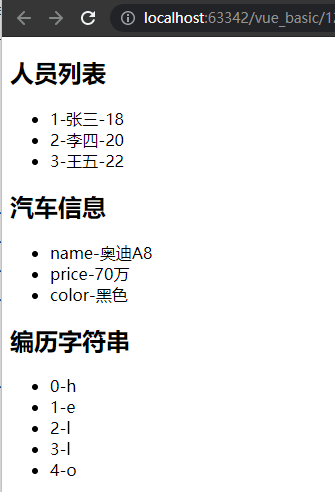 localhost:63342/vue_basic/12
人员列表
1-张三-18
2-李四-20
3-王五-22
汽车信息
name-奥迪A8
price-70万
color-黑色
编历字符串
0-h
1-e
2-l
3-l
4-o